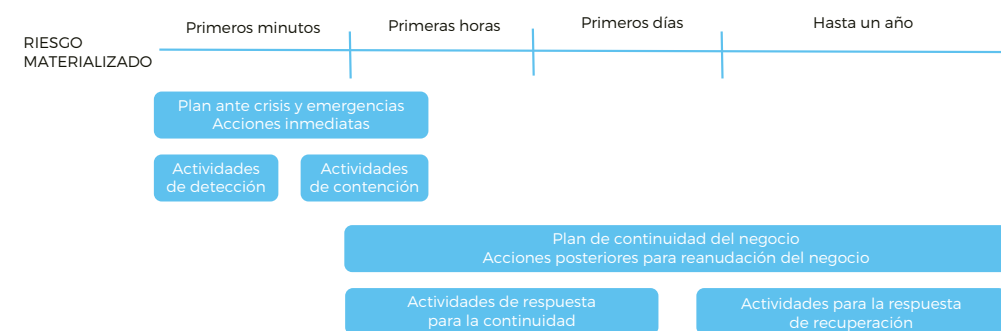 Primeros minutos
Primeras horas
Primeros días
Hasta un año
RIESGO
MATERIALIZADO
Plan ante crisis y emergencias
Acciones inmediatas
Actividades
de detección
Actividades
de contención
Plan de continuidad del negocio
Acciones posteriores para reanudación del negocio
Actividades de respuesta
para la continuidad
Actividades para la respuesta
de recuperación